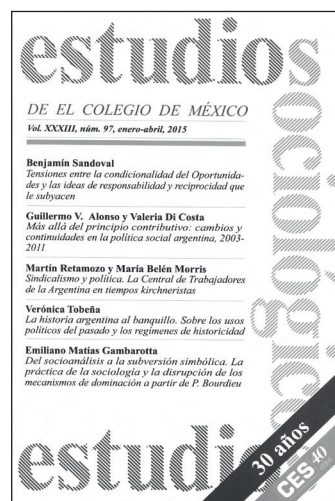 estudios
sociológicos
DE EL COLEGIO DE MÉXICO
Vol. XXXIII, núm. 97, enero-abril, 2015
Benjamín Sandoval
Tensiones entre la condicionalidad del Oportunida-
des y las ideas de responsabilidad y reciprocidad que
le subyacen
Guillermo V. Alonso y Valeria Di Costa
Más allá del principio contributivo: cambios y
continuidades en la política social argentina, 2003-
2011
Martín Retamozo y María Belén Morris
Sindicalismo y política. La Central de Trabajadores
de la Argentina en tiempos kirchneristas
Verónica Tobeña
La historia argentina al banquillo. Sobre los usos
políticos del pasado y los regímenes de historicidad
Emiliano Matías Gambarotta
Del socioanálisis a la subversión simbólica. La
práctica de la sociología y la disrupción de los
mecanismos de dominación a partir de P. Bourdieu
estudio
30 años
CES 40